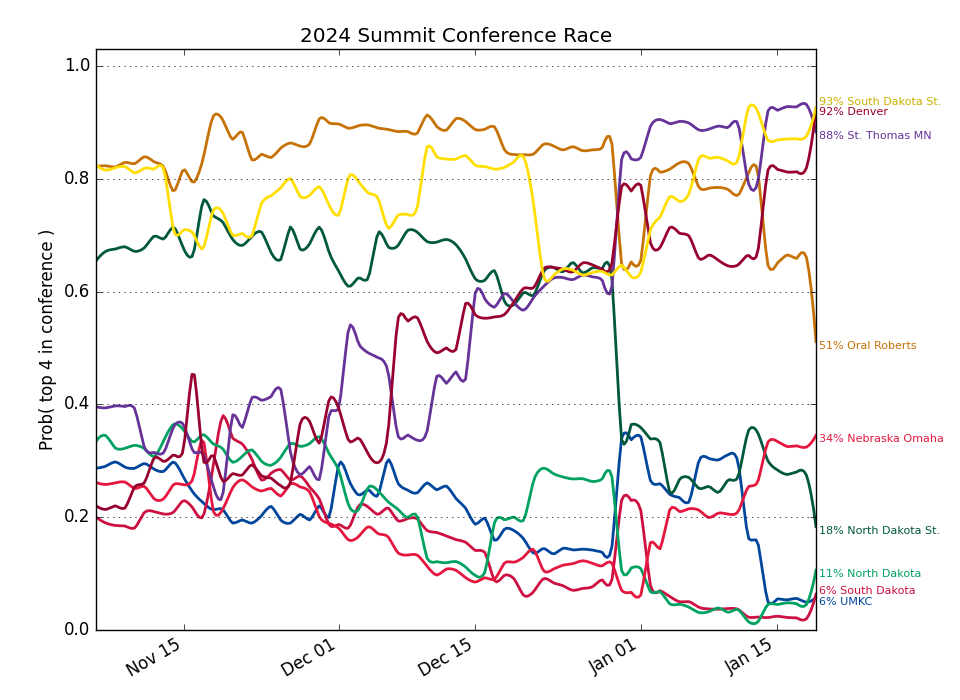 2024 Summit Conference Race
Prob( top 4 in conference )
1.0
0.8
0.6
0.4
0.2
0.0
Nov 15
Dec 01
Dec 15
Jan 01
Jan 15
93% South Dakota St.
92% Denver
88% St. Thomas MN
51% Oral Roberts
34% Nebraska Omaha
18% North Dakota St.
11% North Dakota
6% South Dakota
6% UMKC